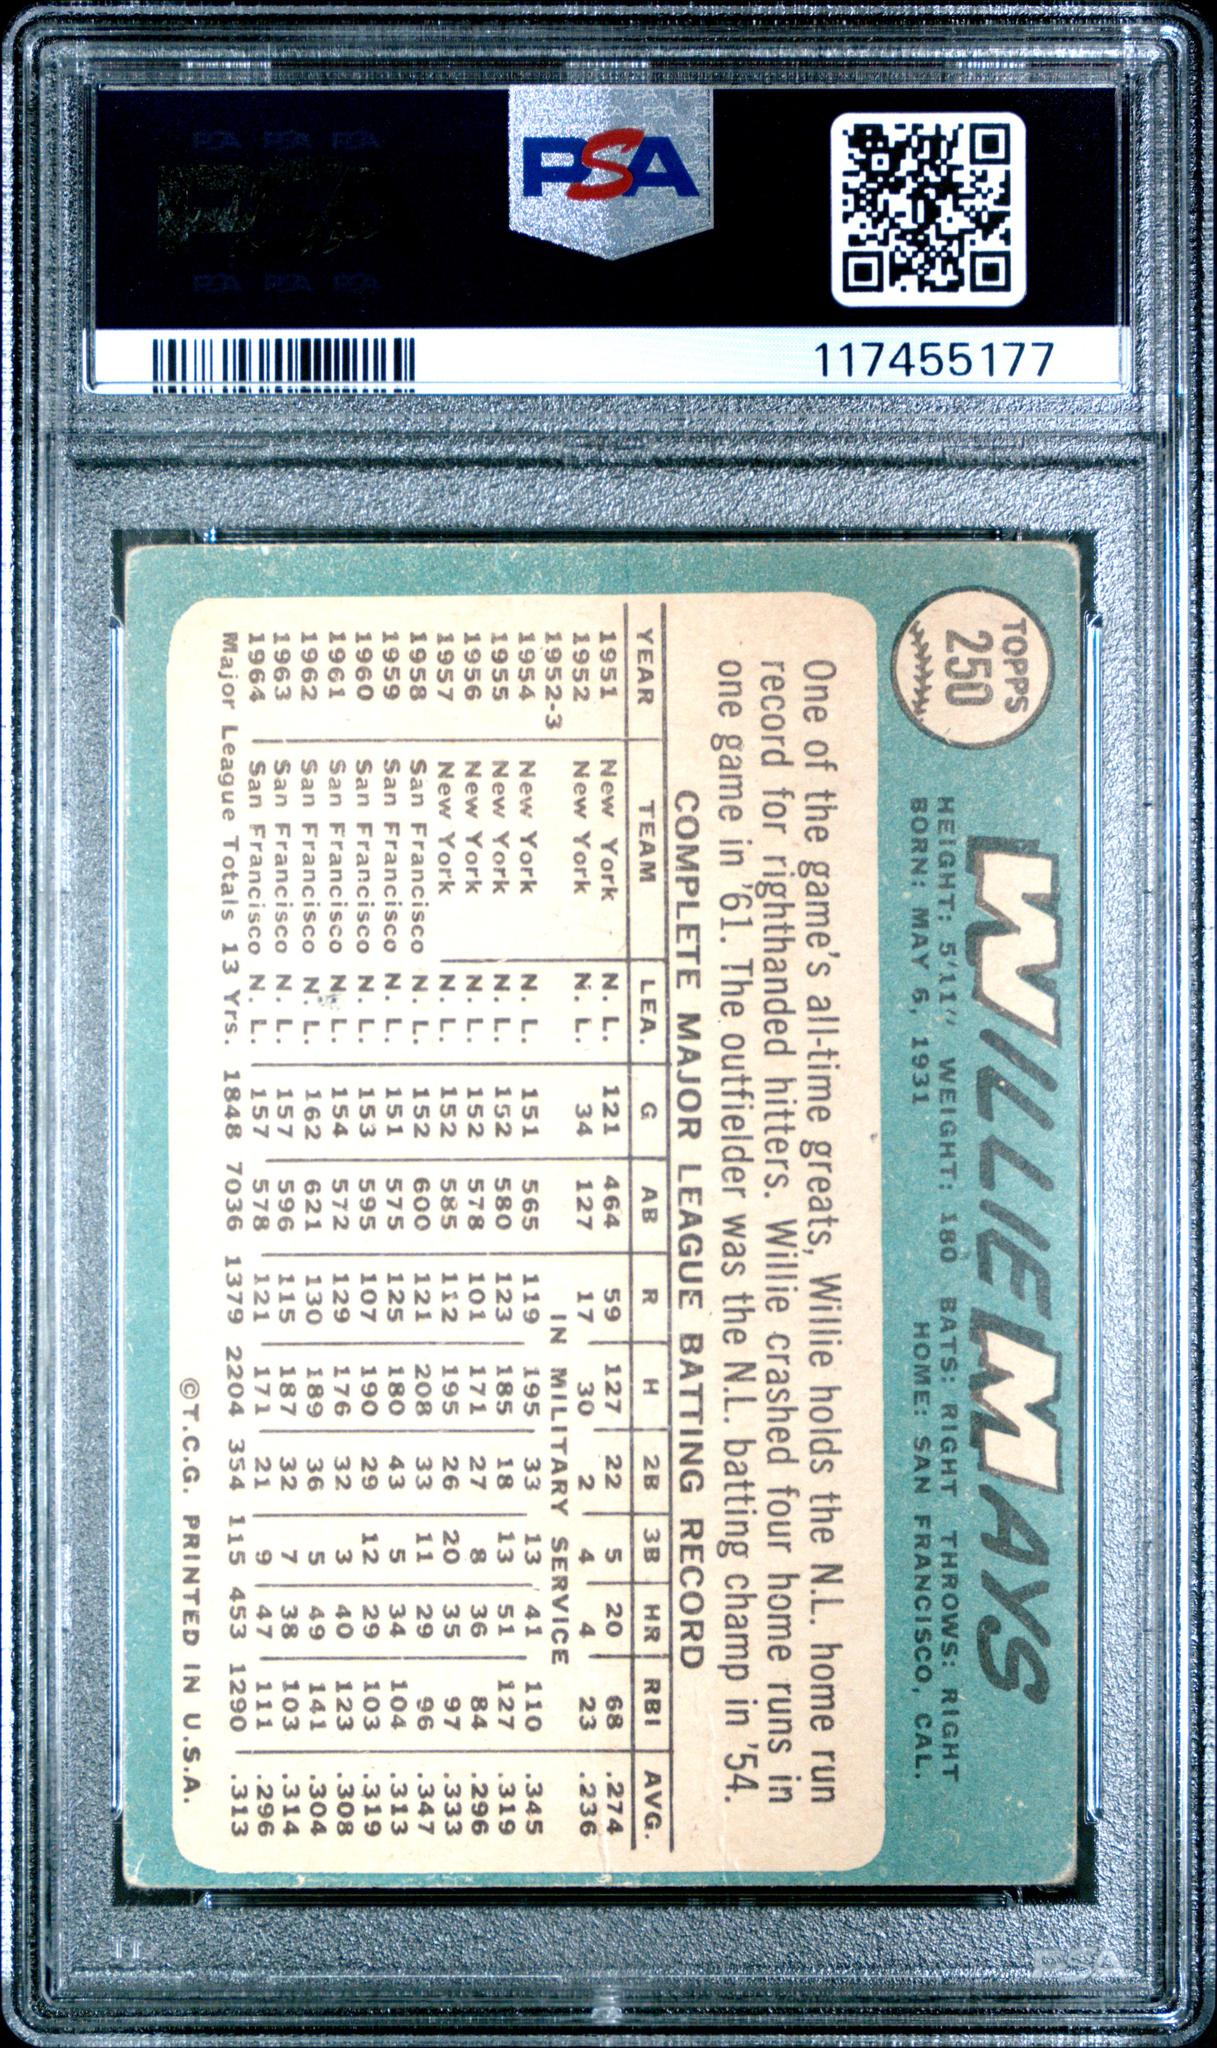 PSA PSA PSA
PSA
PSA
PSA PSA PSA
117455177
TOPPS
250
WILLIE MAYS
HEIGHT: 5'11" WEIGHT: 180 BATS: RIGHT THROWS: RIGHT
BORN: MAY 6, 1931 HOME: SAN FRANCISCO, CAL.
One of the game's all-time greats, Willie holds the N.L. home run
record for righthanded hitters. Willie crashed four home runs in
one game in '61. The outfielder was the N.L. batting champ in '54.
COMPLETE MAJOR LEAGUE BATTING RECORD
YEAR TEAM LEA. G AB R H 2B 3B HR RBI AVG.
1951 New York N. L. 121 464 59 127 22 5 20 68 .274
1952 New York N. L. 34 127 17 30 2 4 4 23 .236
1952-3 IN MILITARY SERVICE
1954 New York N. L. 151 565 119 195 33 13 41 110 .345
1955 New York N. L. 152 580 123 185 18 13 51 127 .319
1956 New York N. L. 152 578 101 171 27 8 36 84 .296
1957 New York N. L. 152 585 112 195 26 20 35 97 .333
1958 San Francisco N. L. 152 600 121 208 33 11 29 96 .347
1959 San Francisco N. L. 151 575 125 180 43 5 34 104 .313
1960 San Francisco N. L. 153 595 107 190 29 12 29 103 .319
1961 San Francisco N. L. 154 572 129 176 32 3 40 123 .308
1962 San Francisco N. L. 162 621 130 189 36 5 49 141 .304
1963 San Francisco N. L. 157 596 115 187 32 7 38 103 .314
1964 San Francisco N. L. 157 578 121 171 21 9 47 111 .296
Major League Totals 13 Yrs. 1848 7036 1379 2204 354 115 453 1290 .313
©T.C.G. PRINTED IN U.S.A.
PSA